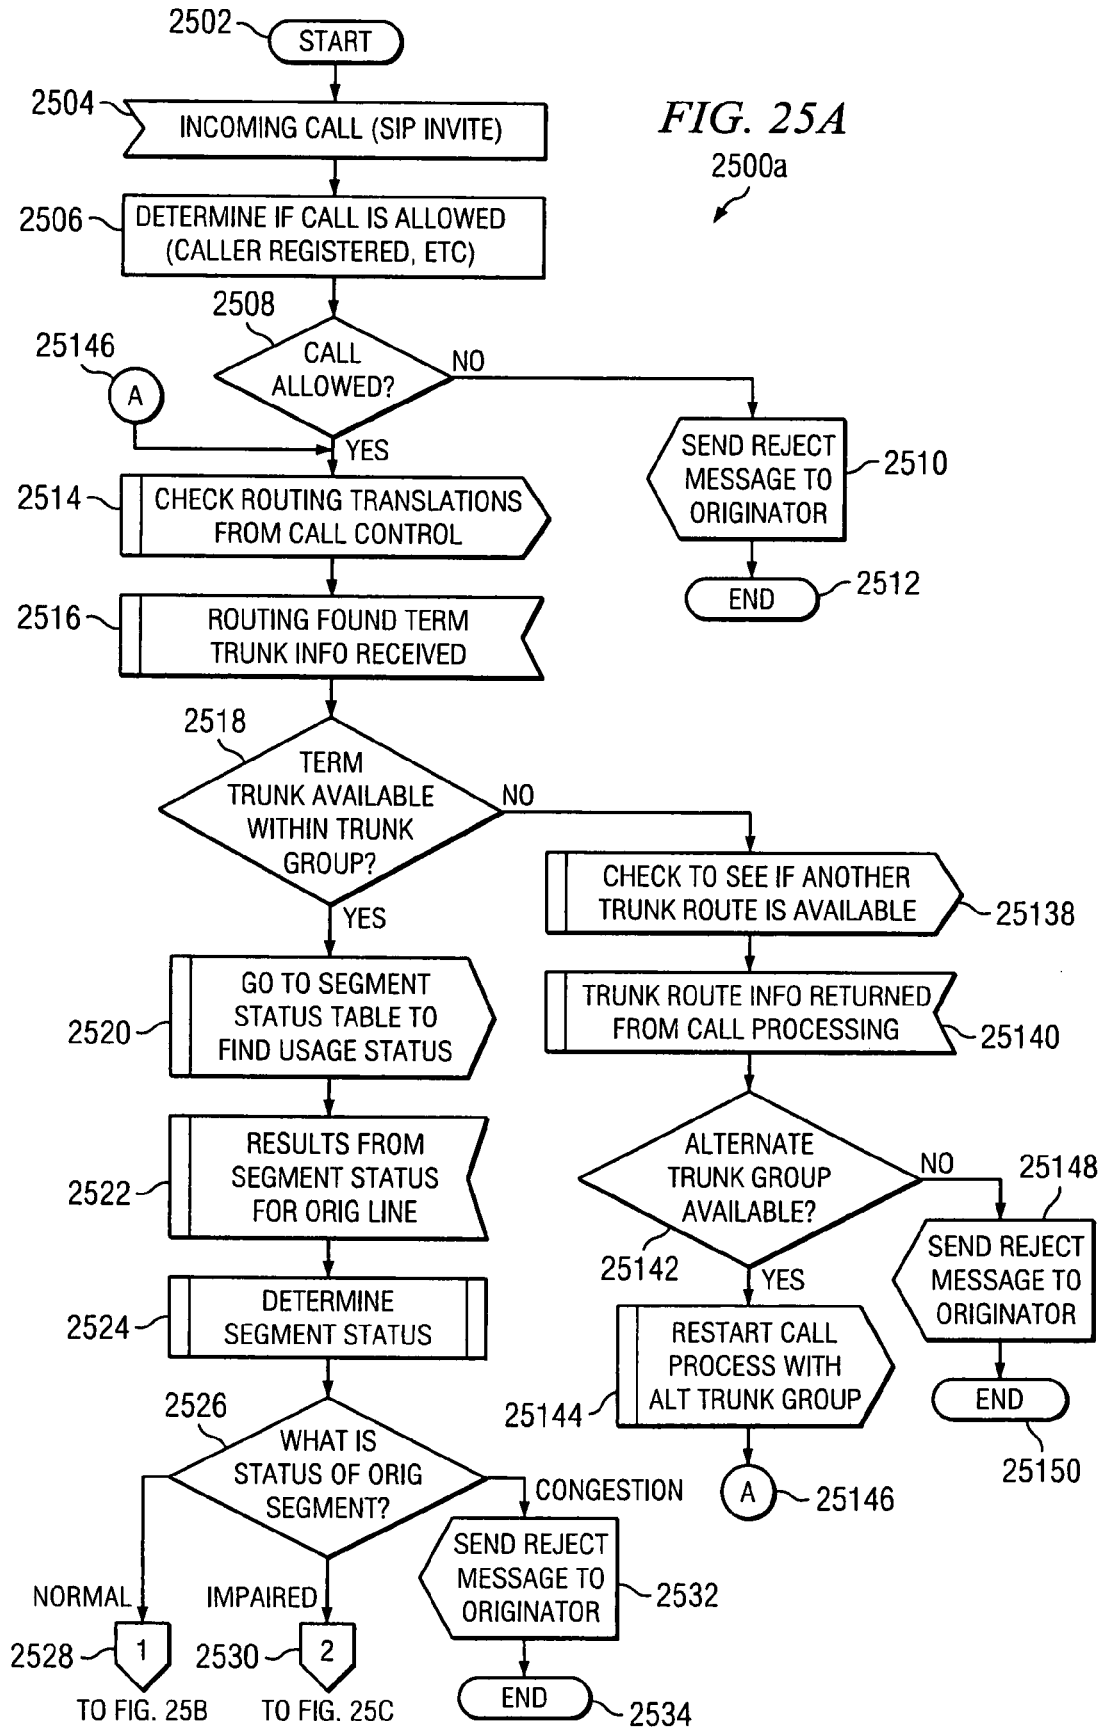 2502
START
2504
INCOMING CALL (SIP INVITE)
FIG. 25A
2500a
2506
DETERMINE IF CALL IS ALLOWED
(CALLER REGISTERED, ETC)
2508
CALL
ALLOWED?
NO
YES
25146
A
SEND REJECT
MESSAGE TO
ORIGINATOR
2510
END
2512
2514
CHECK ROUTING TRANSLATIONS
FROM CALL CONTROL
2516
ROUTING FOUND TERM
TRUNK INFO RECEIVED
2518
TERM
TRUNK AVAILABLE
WITHIN TRUNK
GROUP?
NO
YES
CHECK TO SEE IF ANOTHER
TRUNK ROUTE IS AVAILABLE
25138
TRUNK ROUTE INFO RETURNED
FROM CALL PROCESSING
25140
2520
GO TO SEGMENT
STATUS TABLE TO
FIND USAGE STATUS
2522
RESULTS FROM
SEGMENT STATUS
FOR ORIG LINE
ALTERNATE
TRUNK GROUP
AVAILABLE?
25142
NO
YES
25148
SEND REJECT
MESSAGE TO
ORIGINATOR
END
25150
2524
DETERMINE
SEGMENT STATUS
RESTART CALL
PROCESS WITH
ALT TRUNK GROUP
25144
A
25146
2526
WHAT IS
STATUS OF ORIG
SEGMENT?
CONGESTION
SEND REJECT
MESSAGE TO
ORIGINATOR
2532
END
2534
NORMAL
2528
1
TO FIG. 25B
IMPAIRED
2530
2
TO FIG. 25C